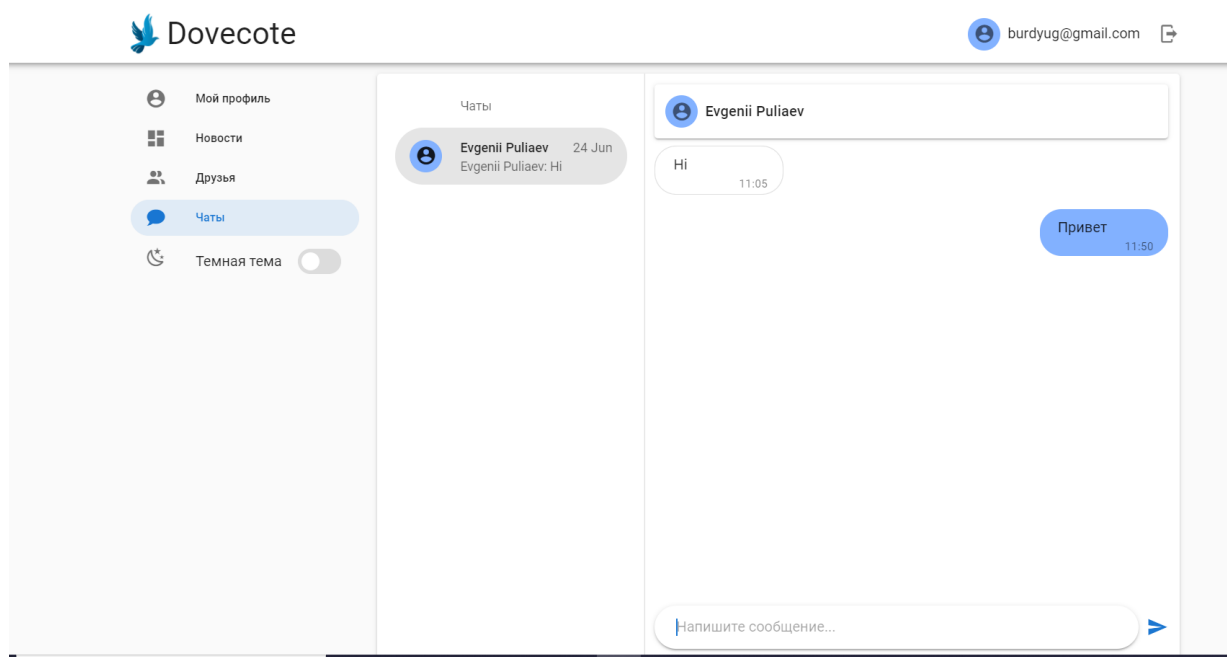 Dovecote
burdyug@gmail.com
Мой профиль
Новости
Друзья
Чаты
Темная тема
Чаты
Evgenii Puliaev 24 Jun
Evgenii Puliaev: Hi
Evgenii Puliaev
Hi
11:05
Привет
11:50
Напишите сообщение...